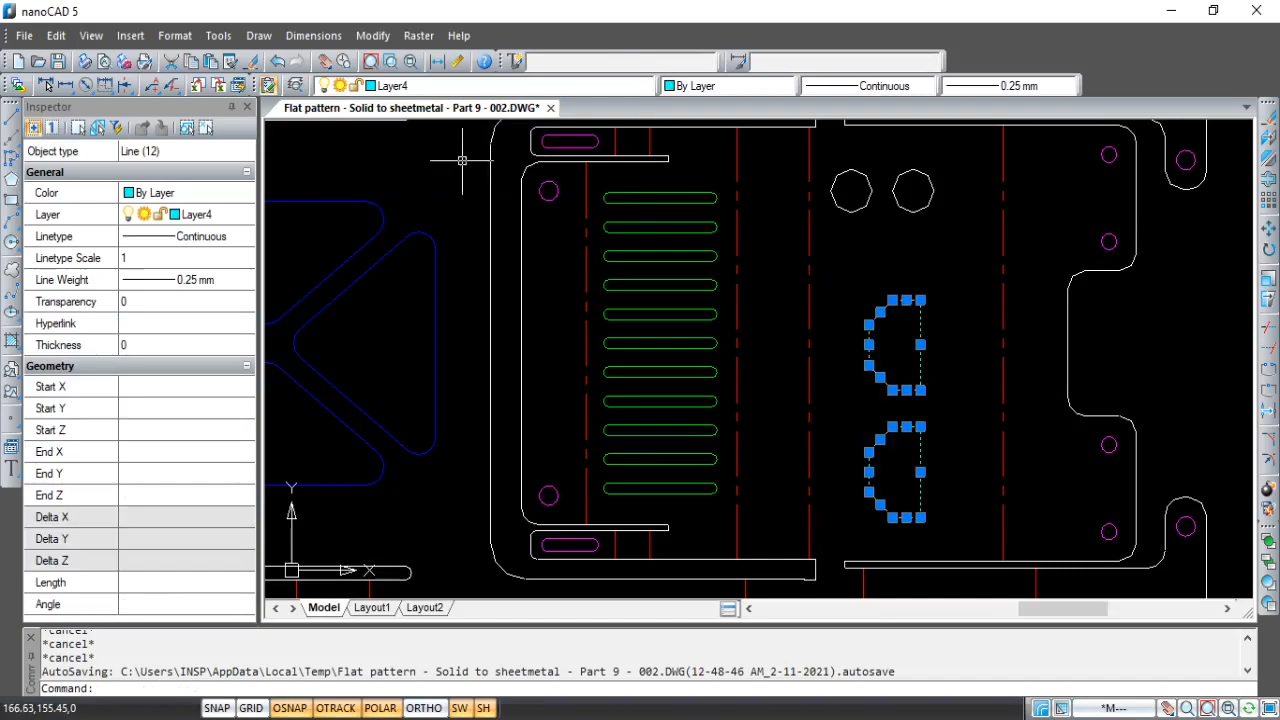 nanoCAD 5
File Edit View Insert Format Tools Draw Dimensions Modify Raster Help
Layer4 By Layer Continuous 0.25 mm
Inspector
Flat pattern - Solid to sheetmetal - Part 9 - 002.DWG*
Object type Line (12)
General
Color By Layer
Layer Layer4
Linetype Continuous
Linetype Scale 1
Line Weight 0.25 mm
Transparency 0
Hyperlink
Thickness 0
Geometry
Start X
Start Y
Start Z
End X
End Y
End Z
Delta X
Delta Y
Delta Z
Length
Angle
Y
X
Model Layout1 Layout2
*cancel*
*cancel*
*cancel*
AutoSaving: C:\Users\INSP\AppData\Local\Temp\Flat pattern - Solid to sheetmetal - Part 9 - 002.DWG(12-48-46 AM_2-11-2021).autosave
Command:
166.63,155.45,0 SNAP GRID OSNAP OTRACK POLAR ORTHO SW SH *M---